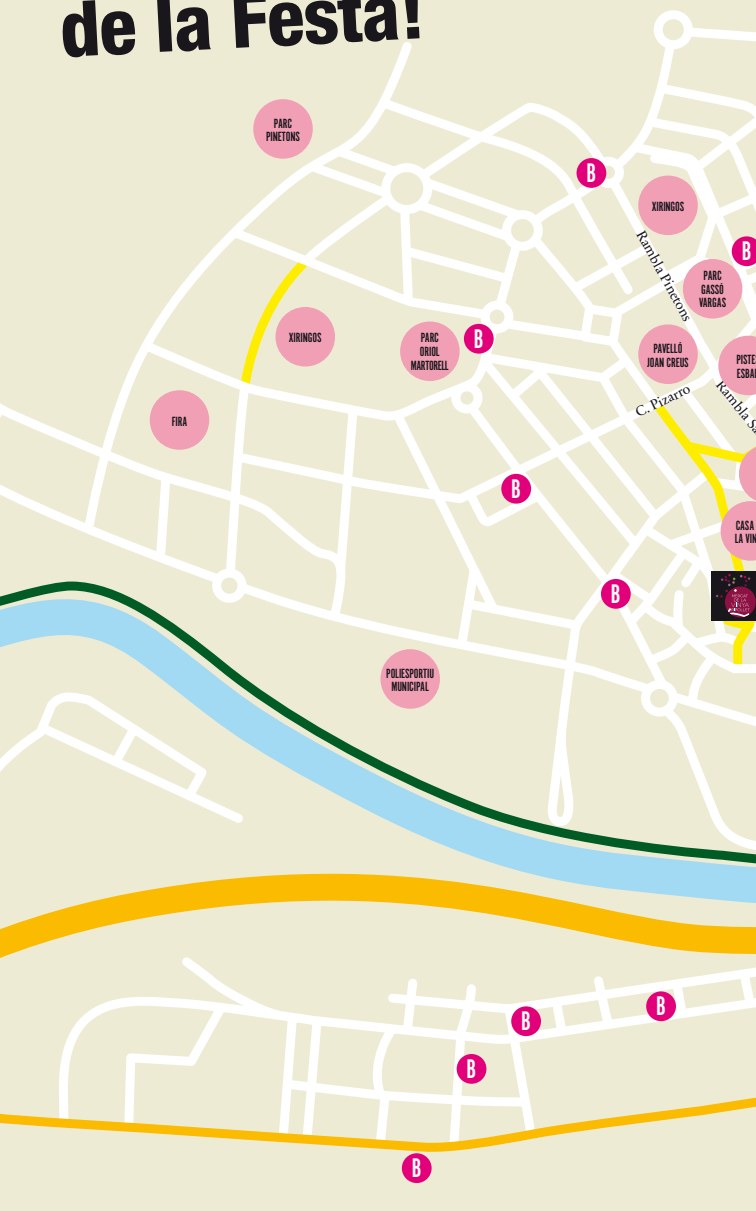 de la Festa!
PARC
PINETONS
B
XIRINGOS
B
Rambla Pinetons
PARC
GASSÓ
VARGAS
XIRINGOS
PARC
ORIOL
MARTORELL
B
PAVELLÓ
JOAN CREUS
C. Pizarro
FIRA
B
B
POLIESPORTIU
MUNICIPAL
CASA
B
B
B
B